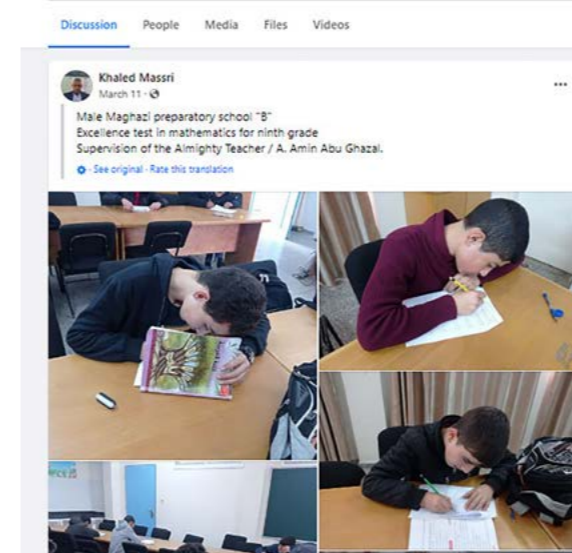 Discussion People Media Files Videos
Khaled Massri
March 11 ·
Male Maghazi preparatory school "B"
Excellence test in mathematics for ninth grade
Supervision of the Almighty Teacher / A. Amin Abu Ghazal.
· See original · Rate this translation